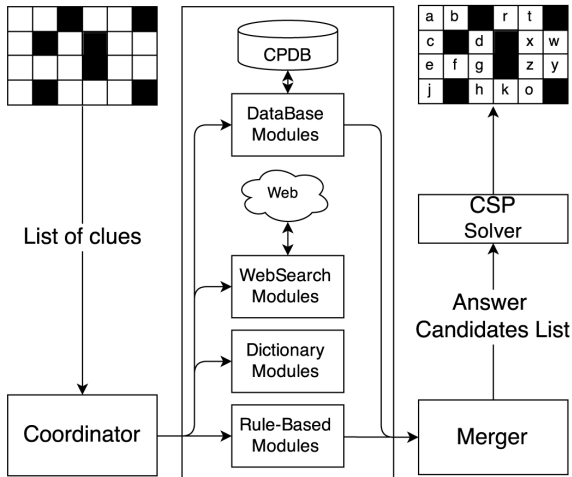 a b r t
c d x w
e f g z y
j h k o
CPDB
DataBase
Modules
Web
List of clues
WebSearch
Modules
CSP
Solver
Answer
Candidates List
Dictionary
Modules
Coordinator
Rule-Based
Modules
Merger